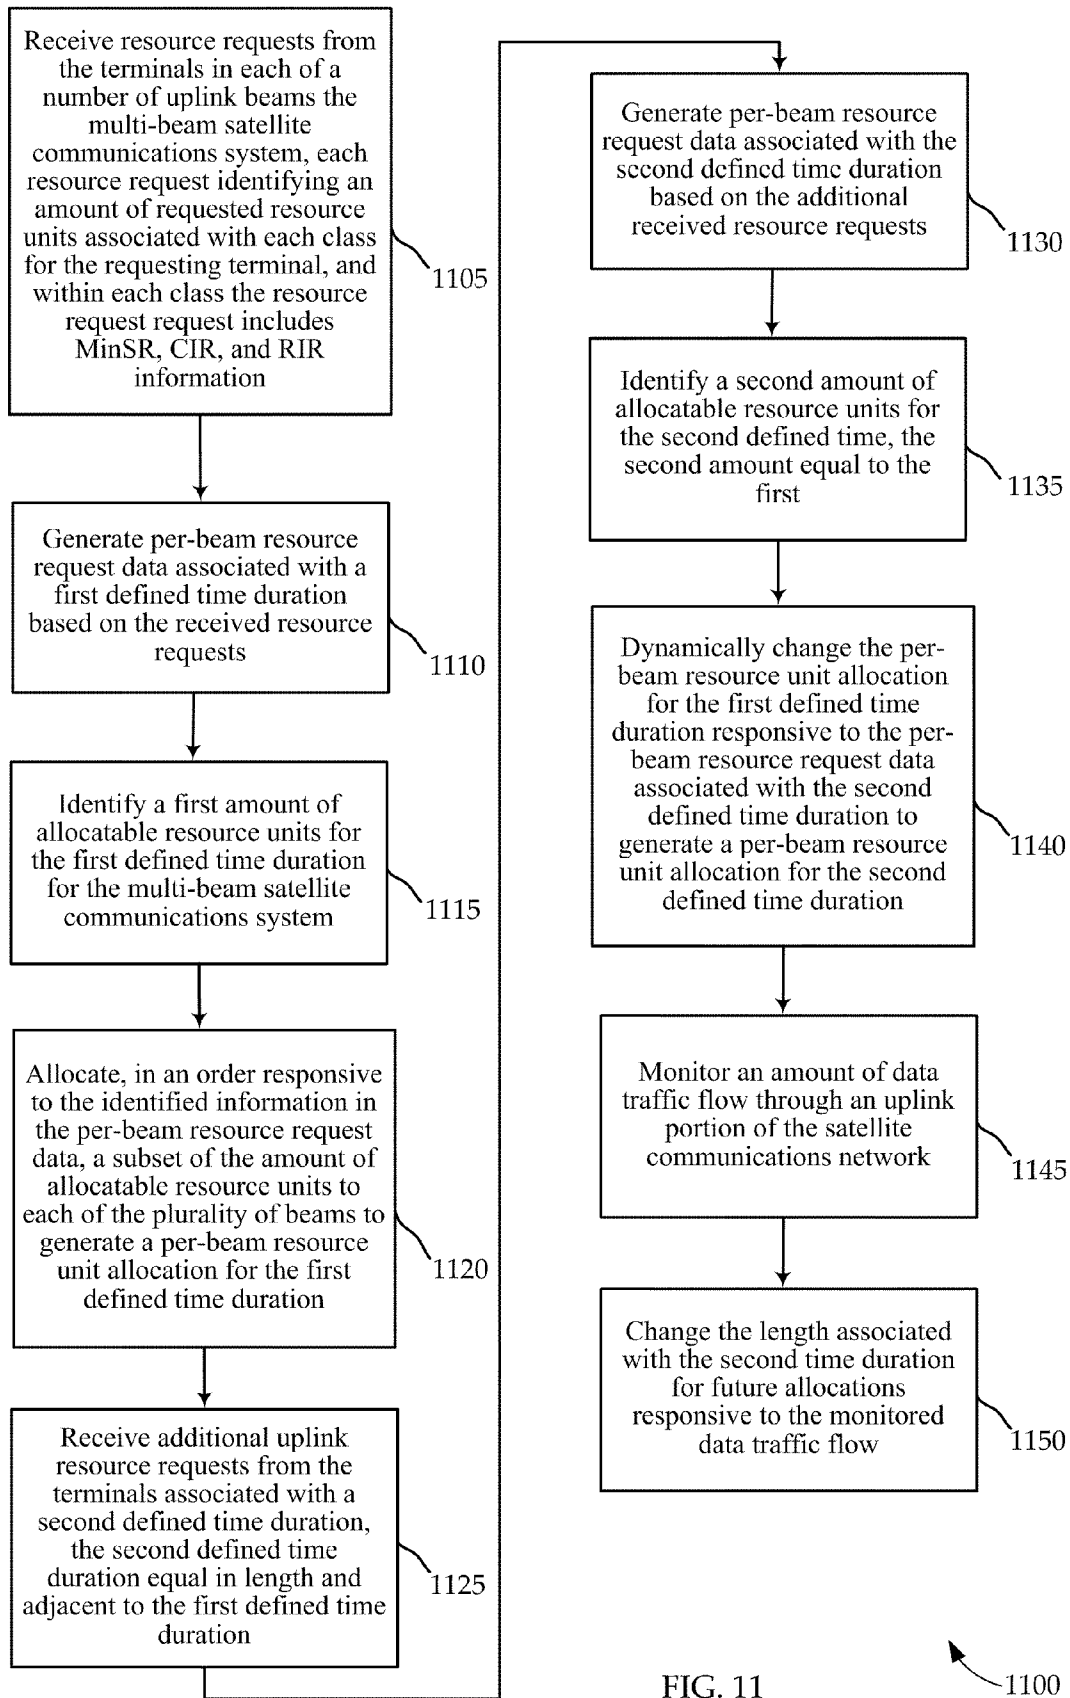 Receive resource requests from
the terminals in each of a
number of uplink beams the
multi-beam satellite
communications system, each
resource request identifying an
amount of requested resource
units associated with each class
for the requesting terminal, and
within each class the resource
request request includes
MinSR, CIR, and RIR
information
1105
Generate per-beam resource
request data associated with a
first defined time duration
based on the received resource
requests
1110
Identify a first amount of
allocatable resource units for
the first defined time duration
for the multi-beam satellite
communications system
1115
Allocate, in an order responsive
to the identified information in
the per-beam resource request
data, a subset of the amount of
allocatable resource units to
each of the plurality of beams to
generate a per-beam resource
unit allocation for the first
defined time duration
1120
Receive additional uplink
resource requests from the
terminals associated with a
second defined time duration,
the second defined time
duration equal in length and
adjacent to the first defined time
duration
1125
Generate per-beam resource
request data associated with the
second defined time duration
based on the additional
received resource requests
1130
Identify a second amount of
allocatable resource units for
the second defined time, the
second amount equal to the
first
1135
Dynamically change the per-
beam resource unit allocation
for the first defined time
duration responsive to the per-
beam resource request data
associated with the second
defined time duration to
generate a per-beam resource
unit allocation for the second
defined time duration
1140
Monitor an amount of data
traffic flow through an uplink
portion of the satellite
communications network
1145
Change the length associated
with the second time duration
for future allocations
responsive to the monitored
data traffic flow
1150
FIG. 11
1100